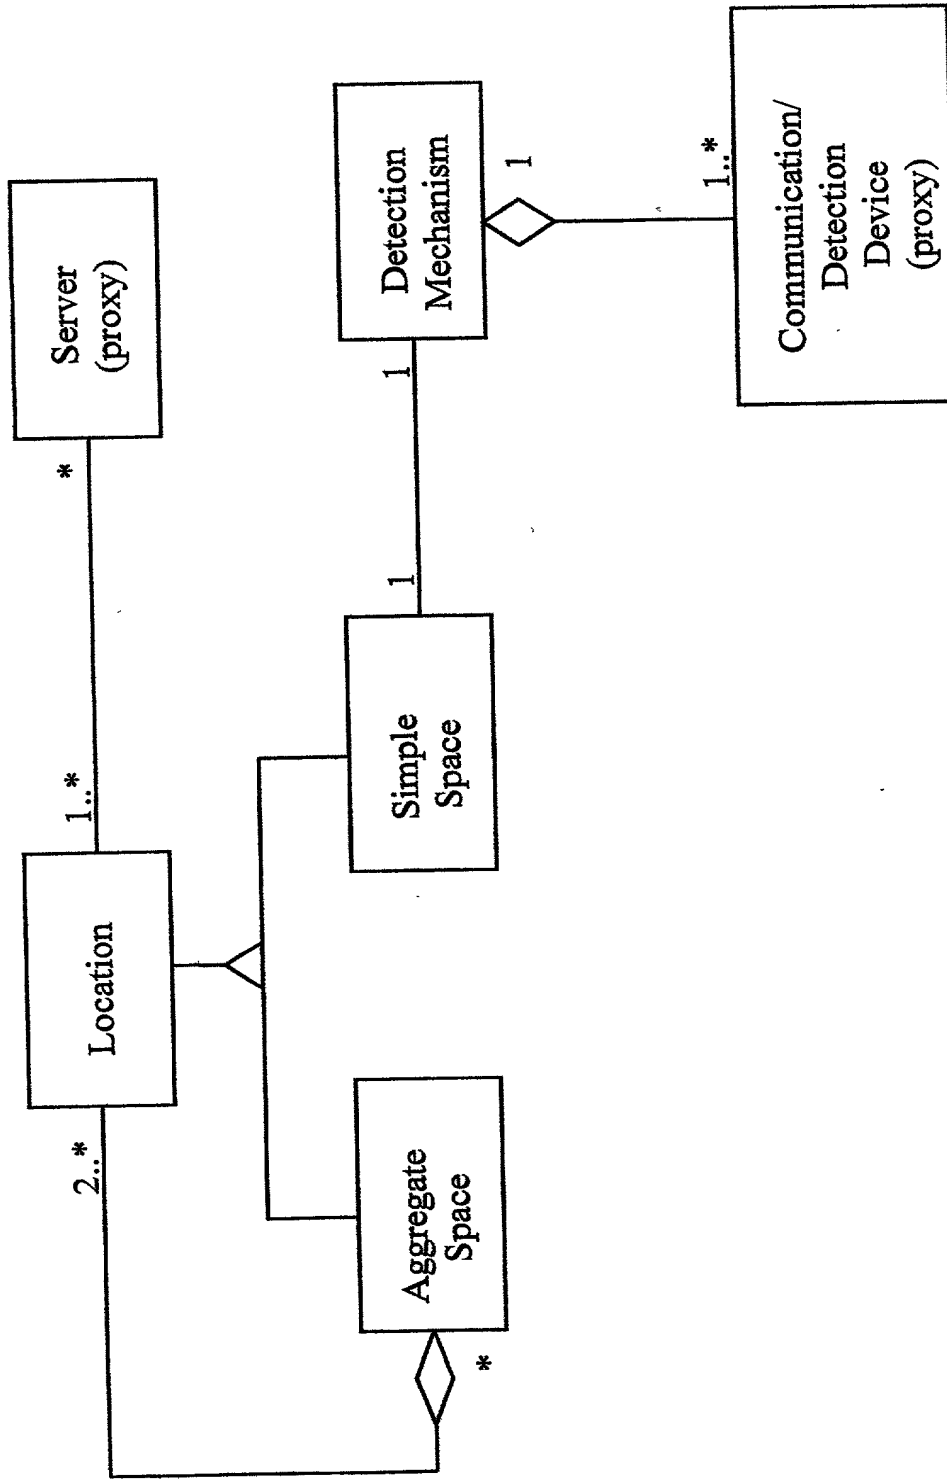 2..*
Location
1..*
*
Server
(proxy)
*
Aggregate
Space
Simple
Space
1
1
Detection
Mechanism
1
1..*
Communication/
Detection
Device
(proxy)